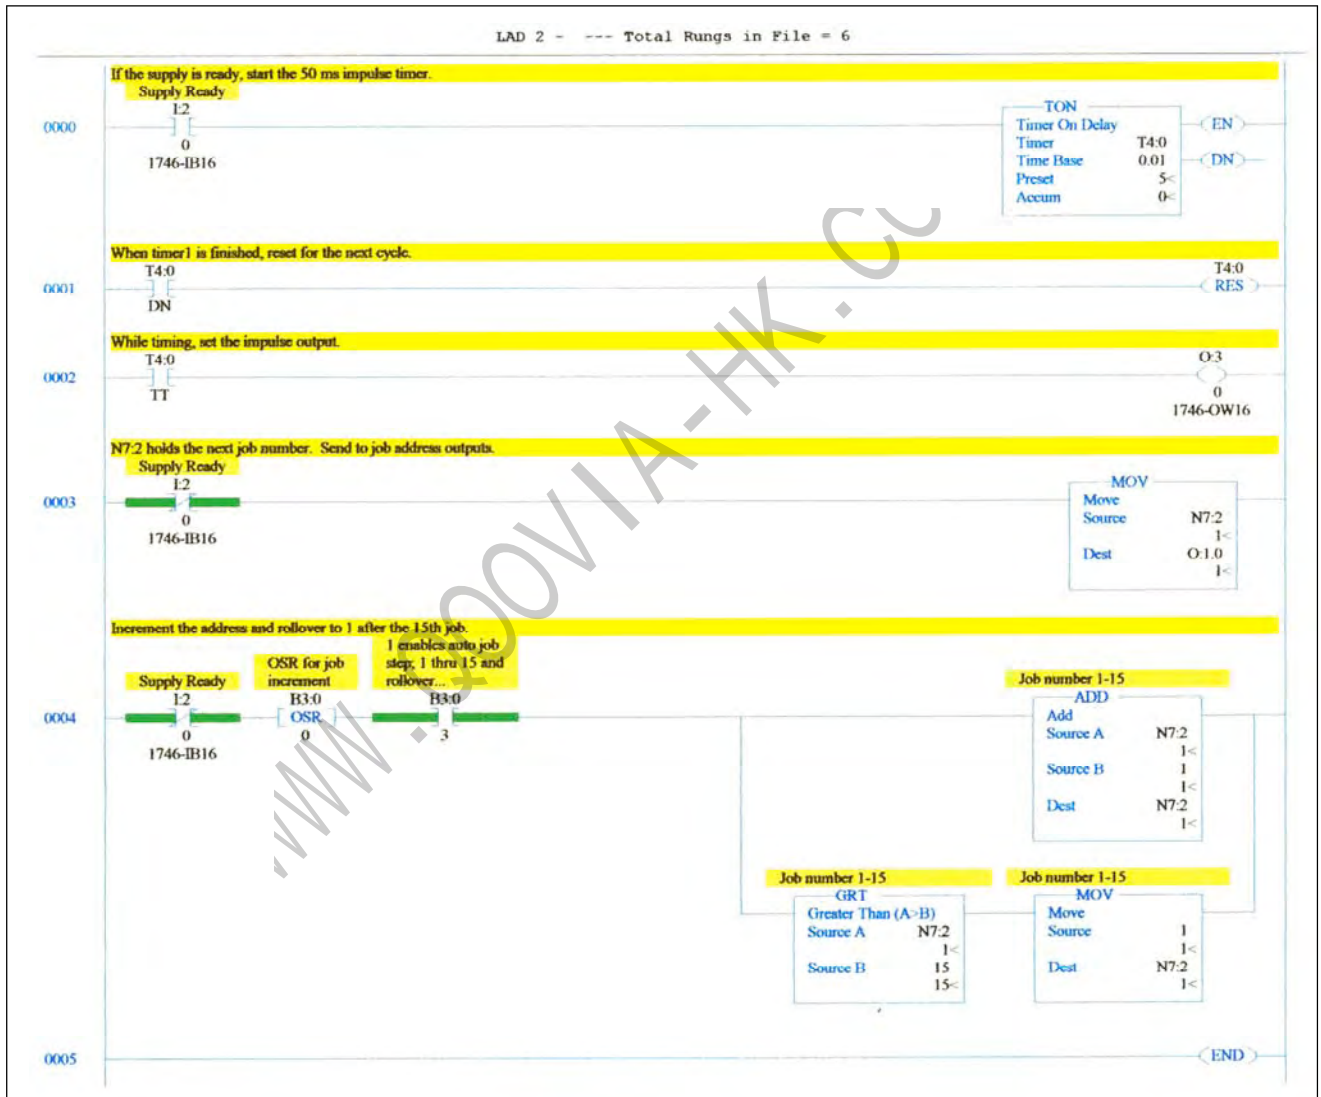 LAD 2 - --- Total Rungs in File = 6
If the supply is ready, start the 50 ms impulse timer.
Supply Ready
I:2
0000
0
1746-IB16
TON
Timer On Delay
Timer T4:0
Time Base 0.01
Preset 5<
Accum 0<
EN
DN
When timer1 is finished, reset for the next cycle.
T4:0
0001
DN
T4:0
RES
While timing, set the impulse output.
T4:0
0002
TT
O:3
0
1746-OW16
N7:2 holds the next job number. Send to job address outputs.
Supply Ready
I:2
0003
0
1746-IB16
MOV
Move
Source N7:2
1<
Dest O:1.0
1<
Increment the address and rollover to 1 after the 15th job.
Supply Ready
I:2
0004
0
1746-IB16
OSR for job
increment
B3:0
OSR
0
1 enables auto job
step; 1 thru 15 and
rollover...
B3:0
3
Job number 1-15
ADD
Add
Source A N7:2
1<
Source B 1
1<
Dest N7:2
1<
Job number 1-15
GRT
Greater Than (A>B)
Source A N7:2
1<
Source B 15
15<
Job number 1-15
MOV
Move
Source 1
1<
Dest N7:2
1<
0005
END
WWW.QOOVIA-HK.CO